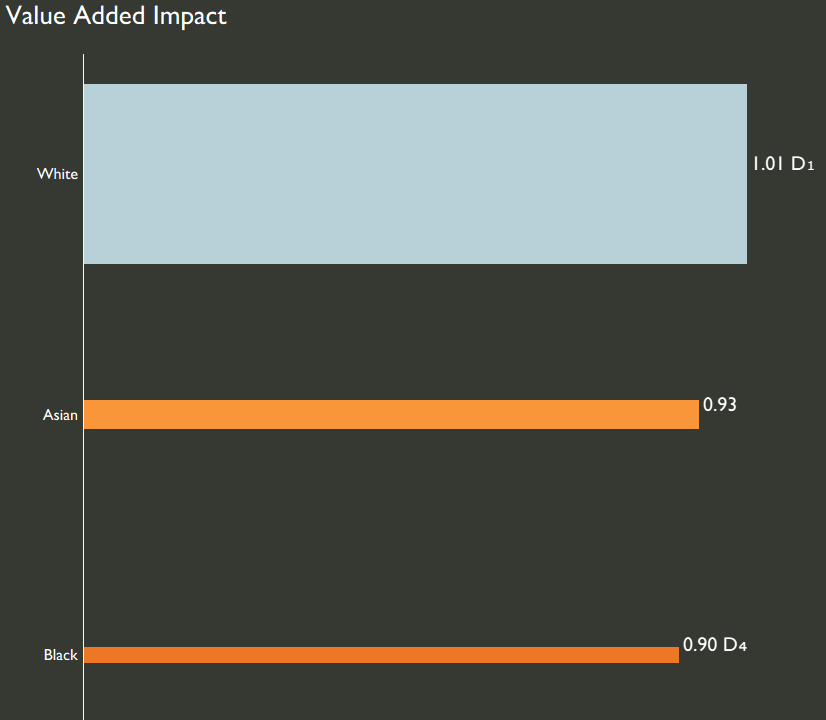 Value Added Impact
White
1.01 D₁
Asian
0.93
Black
0.90 D₄